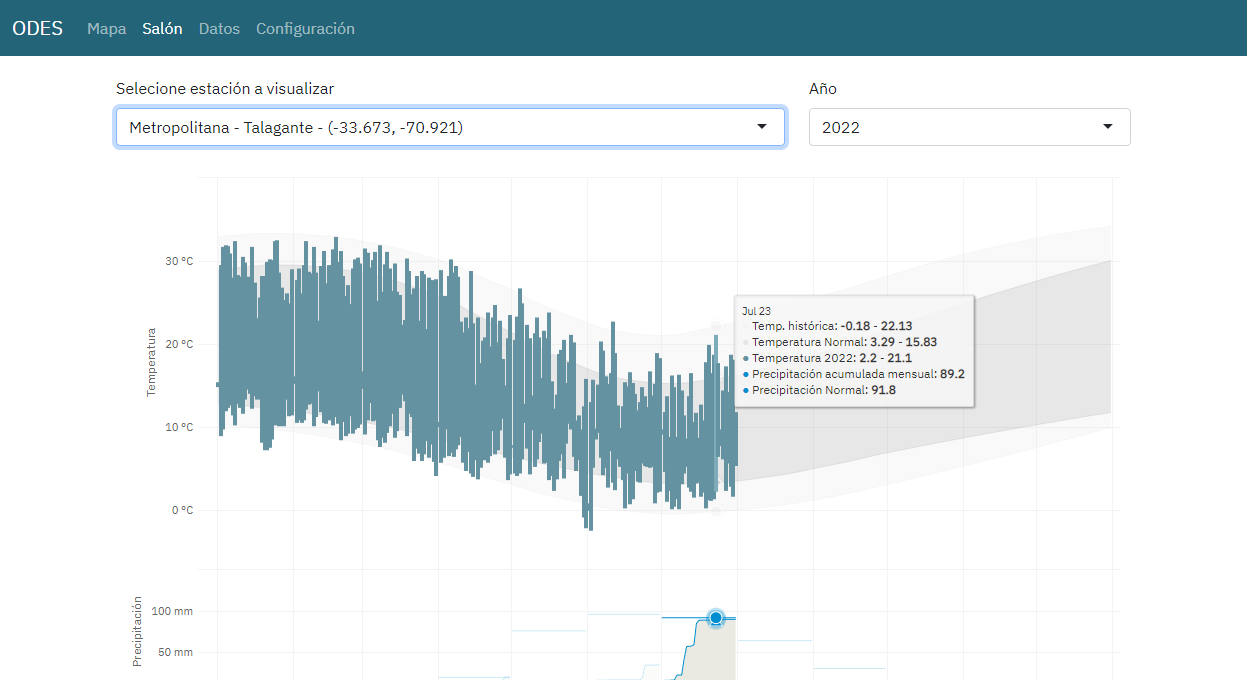 ODES Mapa Salón Datos Configuración
Selecione estación a visualizar
Año
Metropolitana - Talagante - (-33.673, -70.921)
2022
Temperatura
30 °C
20 °C
10 °C
0 °C
Jul 23
Temp. histórica: -0.18 - 22.13
Temperatura Normal: 3.29 - 15.83
Temperatura 2022: 2.2 - 21.1
Precipitación acumulada mensual: 89.2
Precipitación Normal: 91.8
Precipitación
100 mm
50 mm